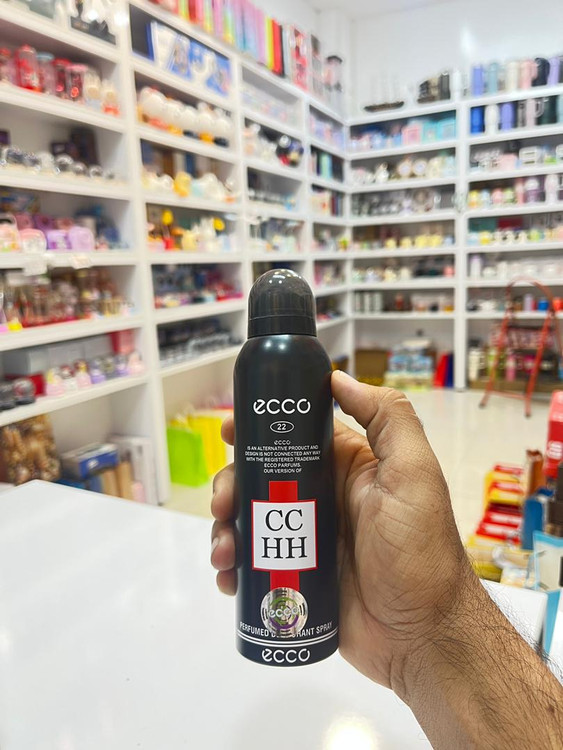 ecco
22
ecco
IS AN ALTERNATIVE PRODUCT AND
DESIGN IS NOT CONNECTED ANY WAY
WITH THE REGISTERED TRADEMARK
ECCO PARFUMS.
OUR VERSION OF
CC
HH
ecco
PERFUMED DEODORANT SPRAY
ecco